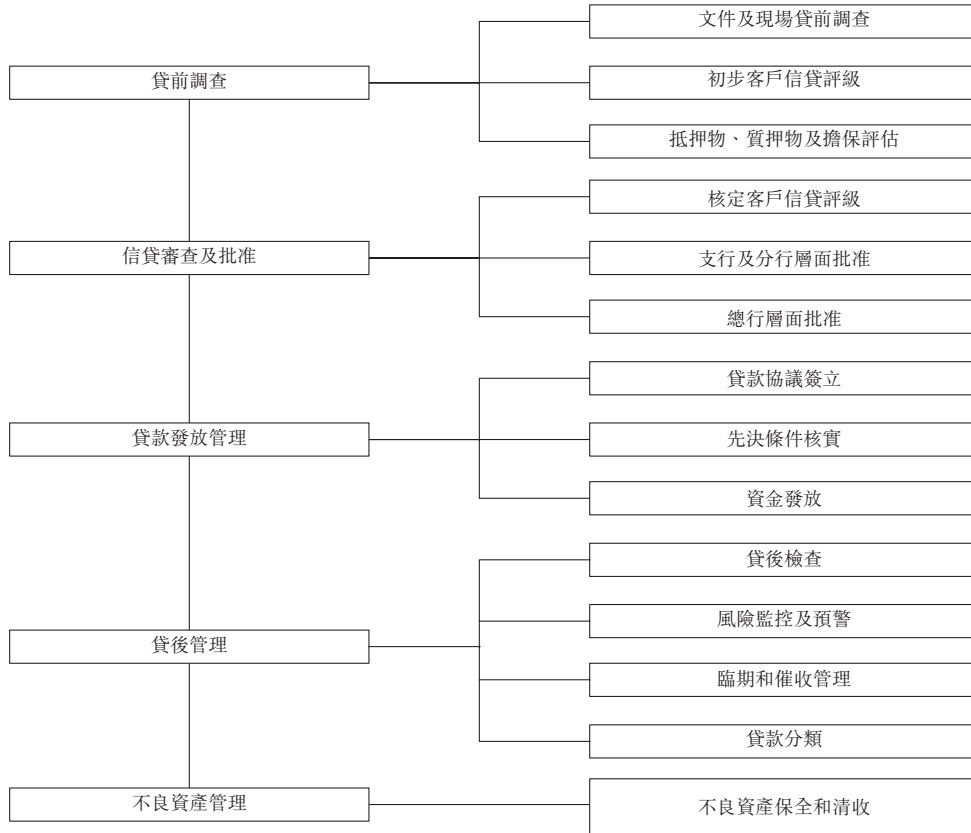 貸前調查
文件及現場貸前調查
初步客戶信貸評級
抵押物、質押物及擔保評估
信貸審查及批准
核定客戶信貸評級
支行及分行層面批准
總行層面批准
貸款發放管理
貸款協議簽立
先決條件核實
資金發放
貸後管理
貸後檢查
風險監控及預警
臨期和催收管理
貸款分類
不良資產管理
不良資產保全和清收